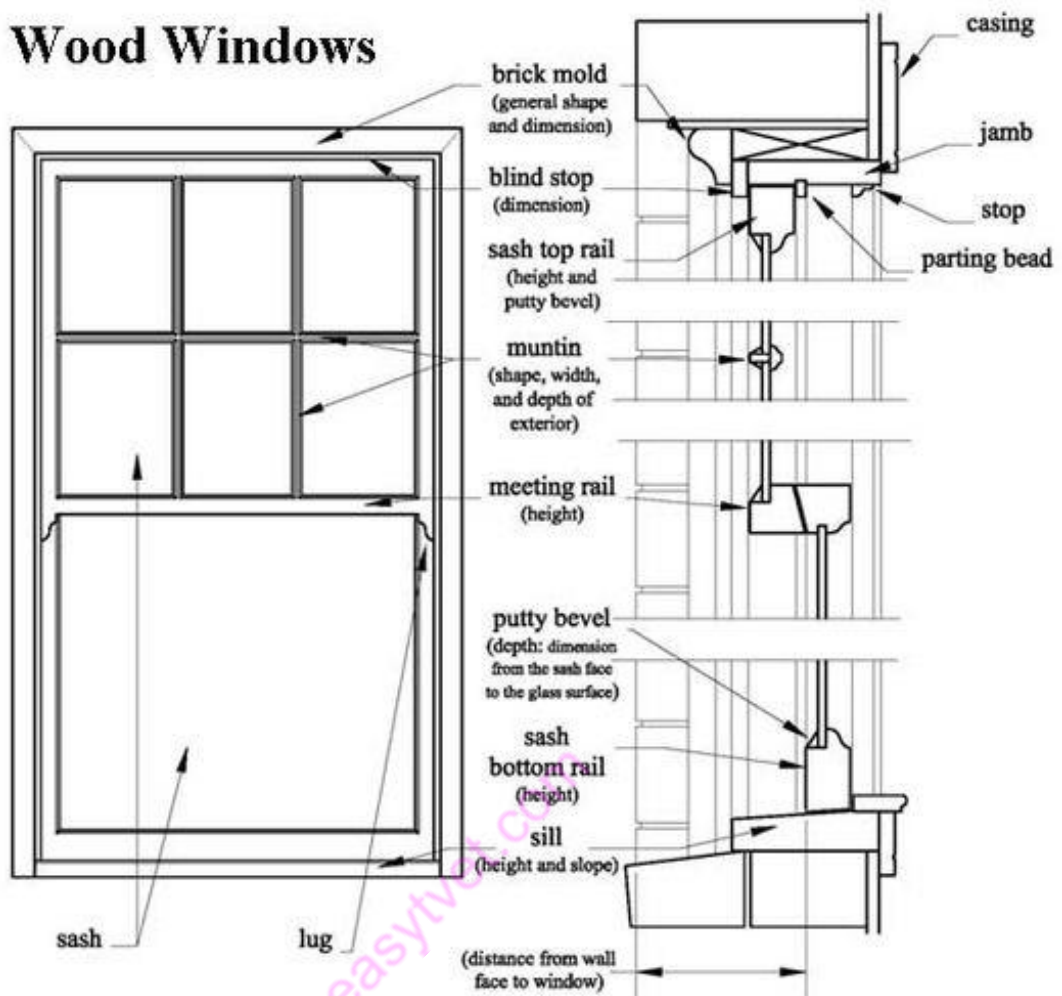 Wood Windows
casing
brick mold
(general shape
and dimension)
jamb
blind stop
(dimension)
stop
sash top rail
(height and
putty bevel)
parting bead
muntin
(shape, width,
and depth of
exterior)
meeting rail
(height)
putty bevel
(depth: dimension
from the sash face
to the glass surface)
sash
bottom rail
(height)
sill
(height and slope)
sash
lug
(distance from wall
face to window)
easytvet.com